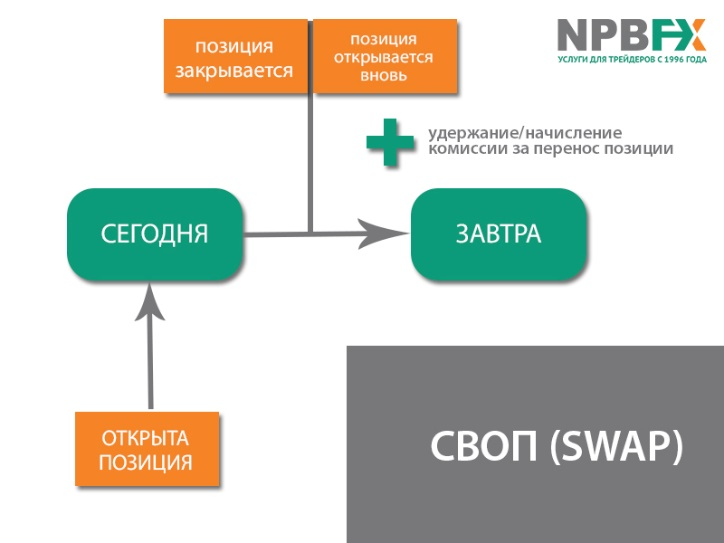 позиция
закрывается
позиция
открывается
вновь
NPBFX
УСЛУГИ ДЛЯ ТРЕЙДЕРОВ С 1996 ГОДА
удержание/начисление
комиссии за перенос позиции
СЕГОДНЯ
ЗАВТРА
ОТКРЫТА
ПОЗИЦИЯ
СВОП (SWAP)